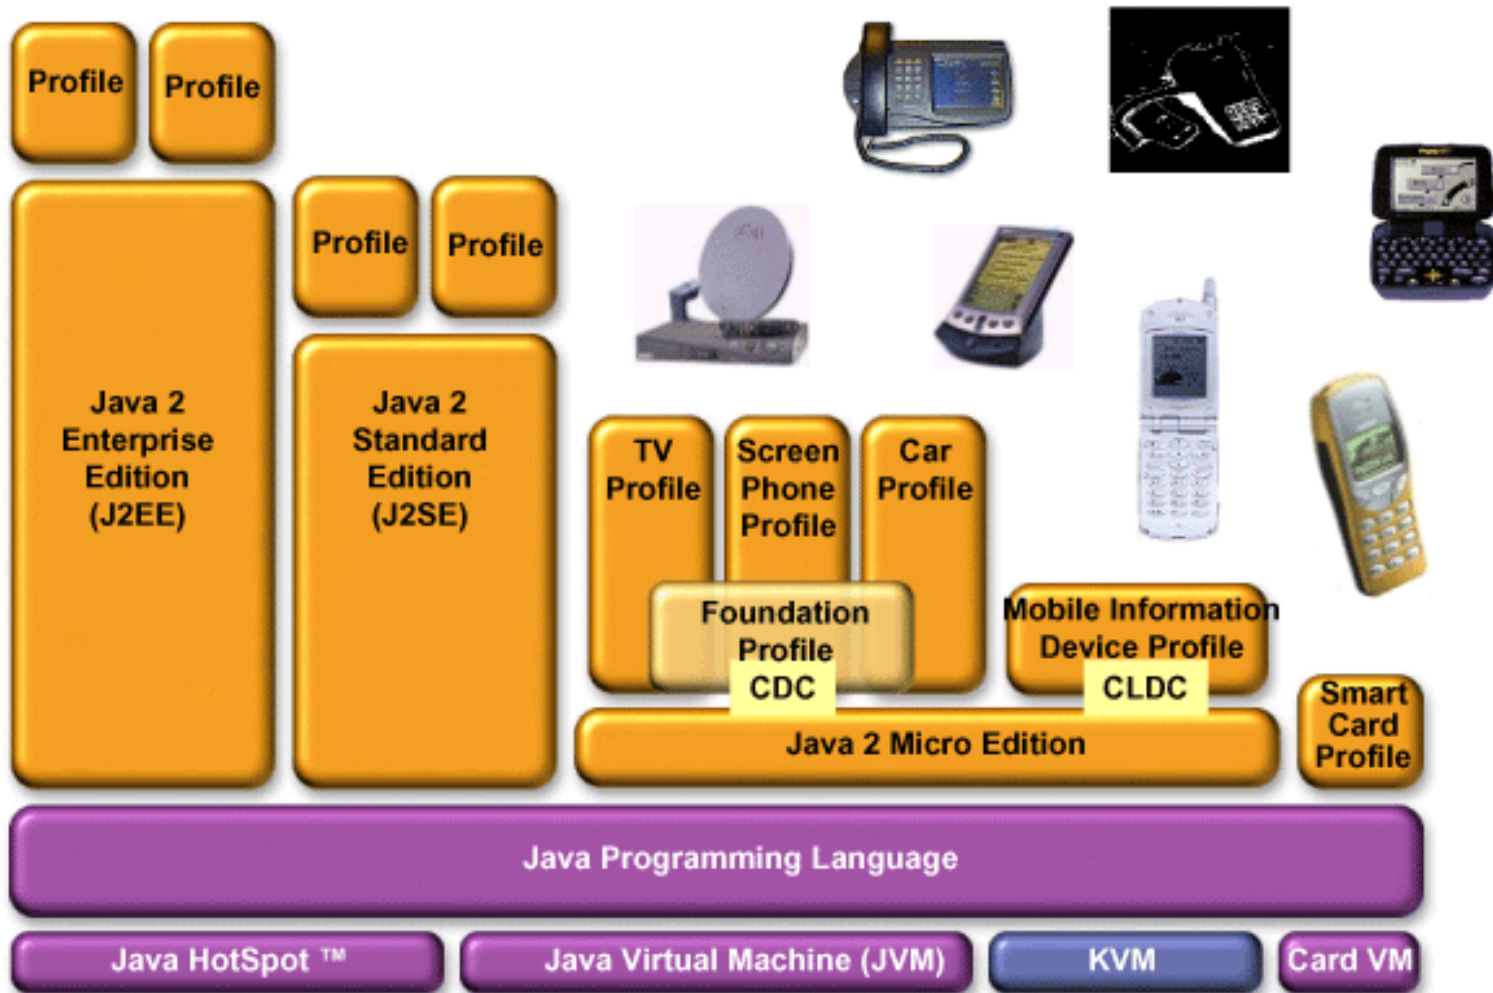 Profile
Profile
Profile
Profile
Java 2
Enterprise
Edition
(J2EE)
Java 2
Standard
Edition
(J2SE)
TV
Profile
Screen
Phone
Profile
Car
Profile
Foundation
Profile
CDC
Mobile Information
Device Profile
CLDC
Java 2 Micro Edition
Smart
Card
Profile
Java Programming Language
Java HotSpot ™
Java Virtual Machine (JVM)
KVM
Card VM